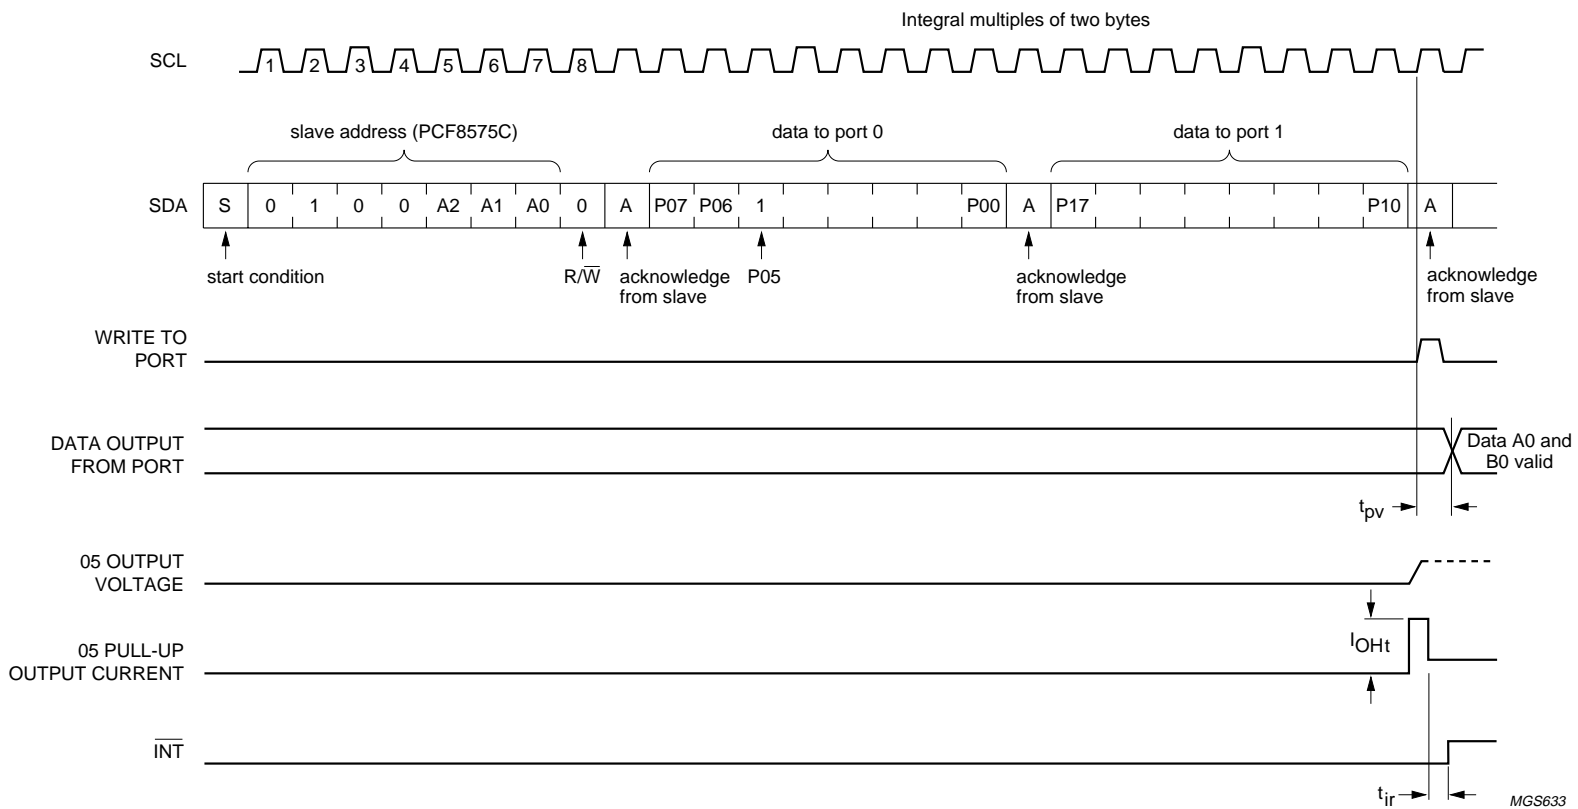 Integral multiples of two bytes
SCL
1 2 3 4 5 6 7 8
slave address (PCF8575C)
data to port 0
data to port 1
SDA
S 0 1 0 0 A2 A1 A0 0 A P07 P06 1 P00 A P17 P10 A
start condition
R/W̅
acknowledge
from slave
P05
acknowledge
from slave
acknowledge
from slave
WRITE TO
PORT
DATA OUTPUT
FROM PORT
Data A0 and
B0 valid
tpv
05 OUTPUT
VOLTAGE
05 PULL-UP
OUTPUT CURRENT
IOHt
I̅N̅T̅
tir
MGS633